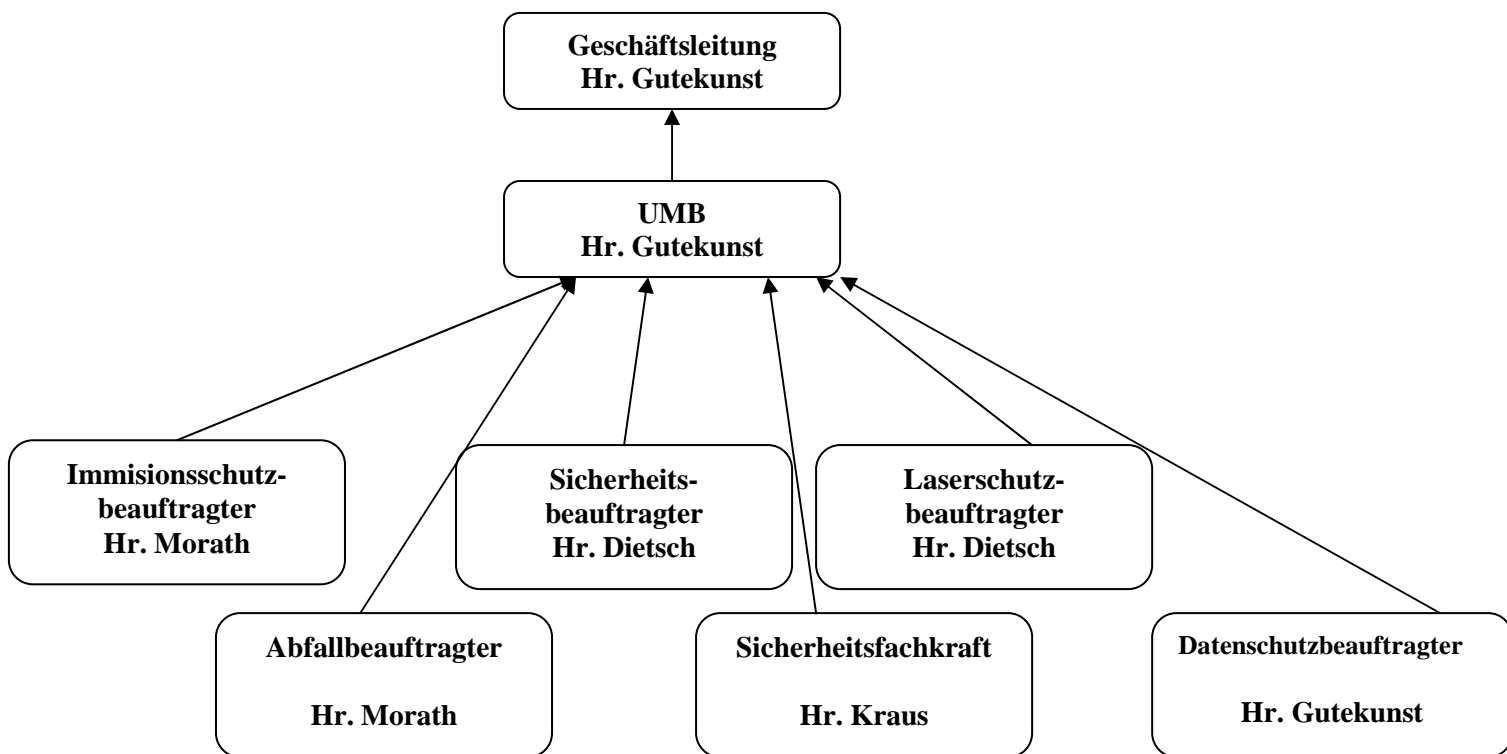 Geschäftsleitung
Hr. Gutekunst
UMB
Hr. Gutekunst
Immisionsschutz-
beauftragter
Hr. Morath
Sicherheits-
beauftragter
Hr. Dietsch
Laserschutz-
beauftragter
Hr. Dietsch
Abfallbeauftragter
Hr. Morath
Sicherheitsfachkraft
Hr. Kraus
Datenschutzbeauftragter
Hr. Gutekunst